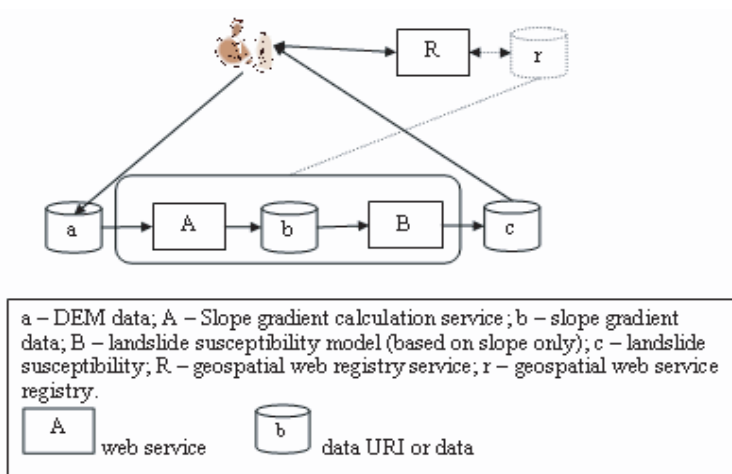 R
r
a
A
b
B
c
a – DEM data; A – Slope gradient calculation service; b – slope gradient
data; B – landslide susceptibility model (based on slope only); c – landslide
susceptibility; R – geospatial web registry service; r – geospatial web service
registry.
A
web service
b
data URI or data